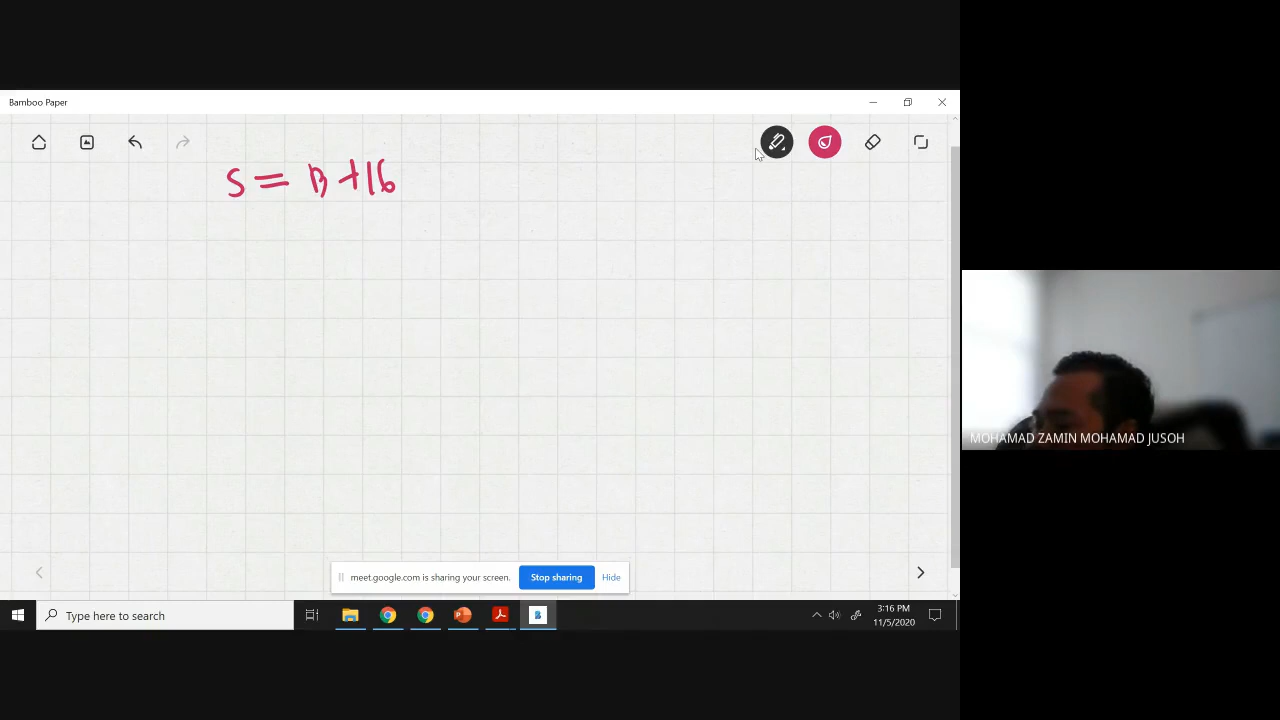 Bamboo Paper
S = B + 16
meet.google.com is sharing your screen. Stop sharing Hide
MOHAMAD ZAMIN MOHAMAD JUSOH
Type here to search
3:16 PM
11/5/2020